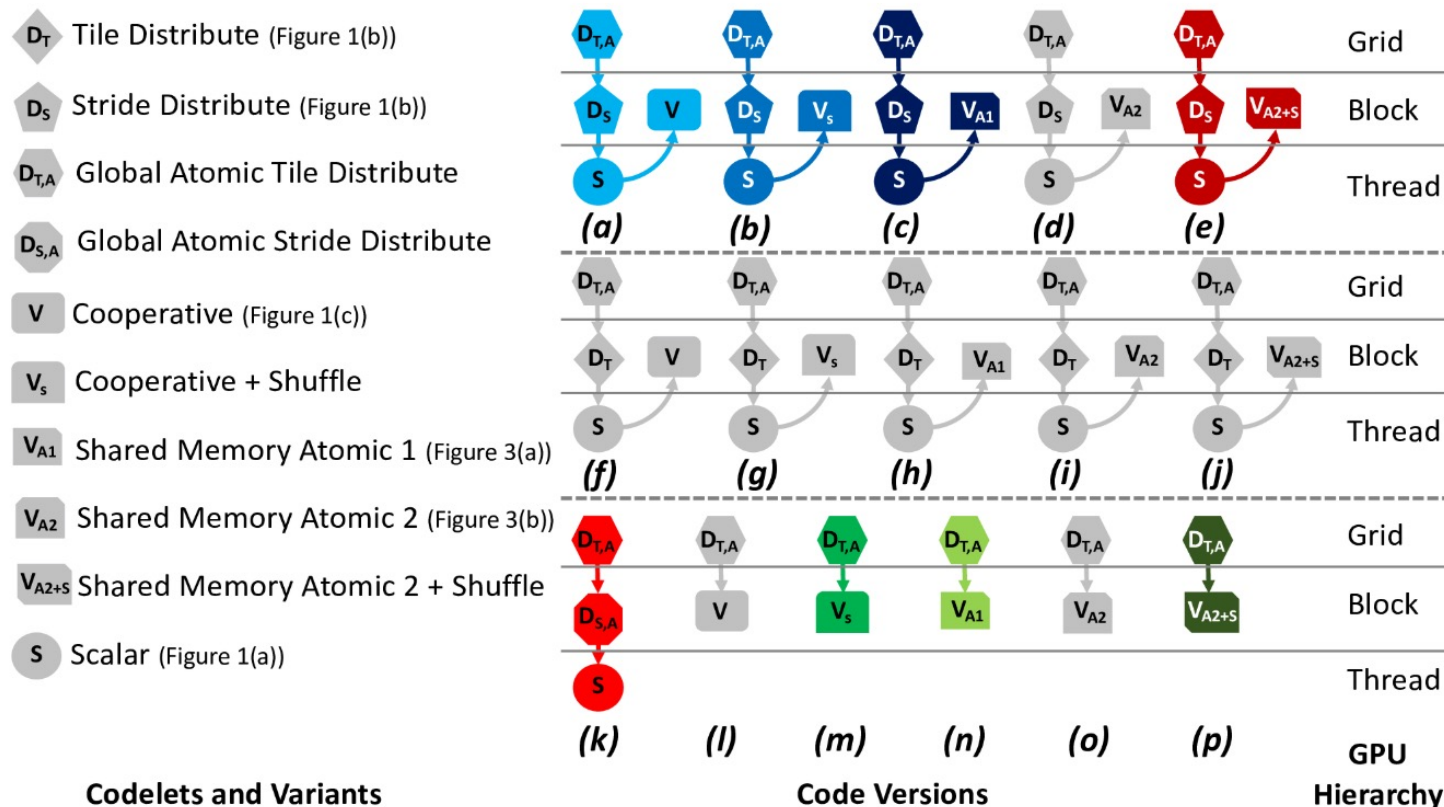 D_T Tile Distribute (Figure 1(b))
D_S Stride Distribute (Figure 1(b))
D_T,A Global Atomic Tile Distribute
D_S,A Global Atomic Stride Distribute
V Cooperative (Figure 1(c))
V_s Cooperative + Shuffle
V_A1 Shared Memory Atomic 1 (Figure 3(a))
V_A2 Shared Memory Atomic 2 (Figure 3(b))
V_A2+S Shared Memory Atomic 2 + Shuffle
S Scalar (Figure 1(a))
Codelets and Variants
D_T,A D_T,A D_T,A D_T,A D_T,A Grid
D_S V D_S V_s D_S V_A1 D_S V_A2 D_S V_A2+S Block
S S S S S Thread
(a) (b) (c) (d) (e)
D_T,A D_T,A D_T,A D_T,A D_T,A Grid
D_T V D_T V_s D_T V_A1 D_T V_A2 D_T V_A2+S Block
S S S S S Thread
(f) (g) (h) (i) (j)
D_T,A D_T,A D_T,A D_T,A D_T,A D_T,A Grid
D_S,A V V_s V_A1 V_A2 V_A2+S Block
S Thread
(k) (l) (m) (n) (o) (p)
Code Versions
GPU
Hierarchy